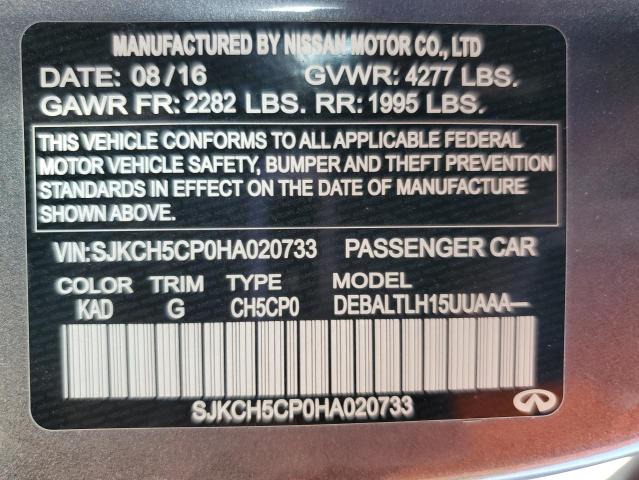 MANUFACTURED BY NISSAN MOTOR CO., LTD
DATE: 08/16 GVWR: 4277 LBS.
GAWR FR: 2282 LBS. RR: 1995 LBS.
THIS VEHICLE CONFORMS TO ALL APPLICABLE FEDERAL
MOTOR VEHICLE SAFETY, BUMPER AND THEFT PREVENTION
STANDARDS IN EFFECT ON THE DATE OF MANUFACTURE
SHOWN ABOVE.
VIN:SJKCH5CP0HA020733 PASSENGER CAR
COLOR TRIM TYPE MODEL
KAD G CH5CP0 DEBALTLH15UUAAA—
SJKCH5CP0HA020733